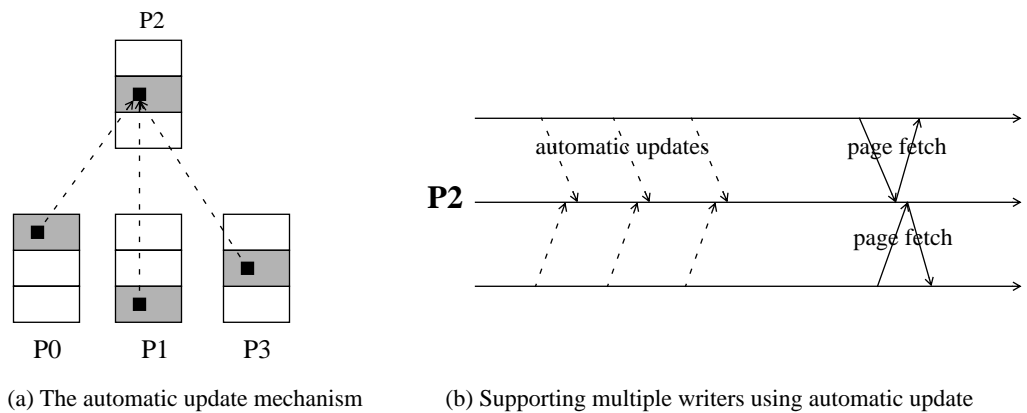 P2
automatic updates
page fetch
P2
page fetch
P0
P1
P3
(a) The automatic update mechanism
(b) Supporting multiple writers using automatic update